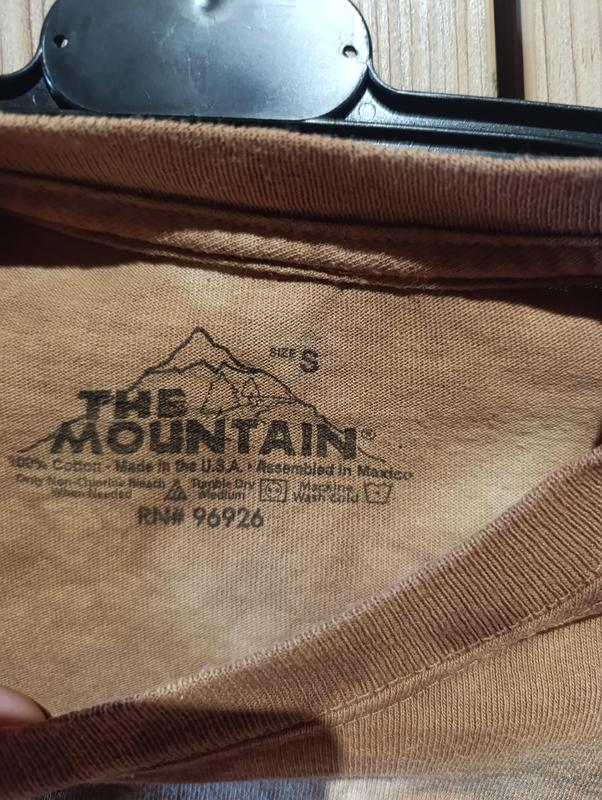 SIZE S
THE
MOUNTAIN®
100% Cotton • Made in the U.S.A. • Assembled in Mexico
Only Non-Chlorine Bleach Tumble Dry Machine
When Needed Medium Wash Cold
RN# 96926